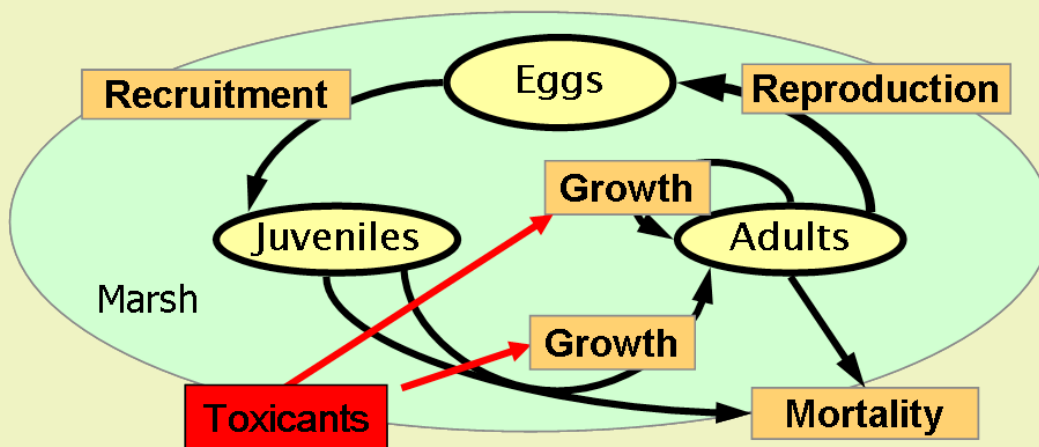 Eggs
Recruitment
Reproduction
Growth
Juveniles
Adults
Marsh
Growth
Toxicants
Mortality